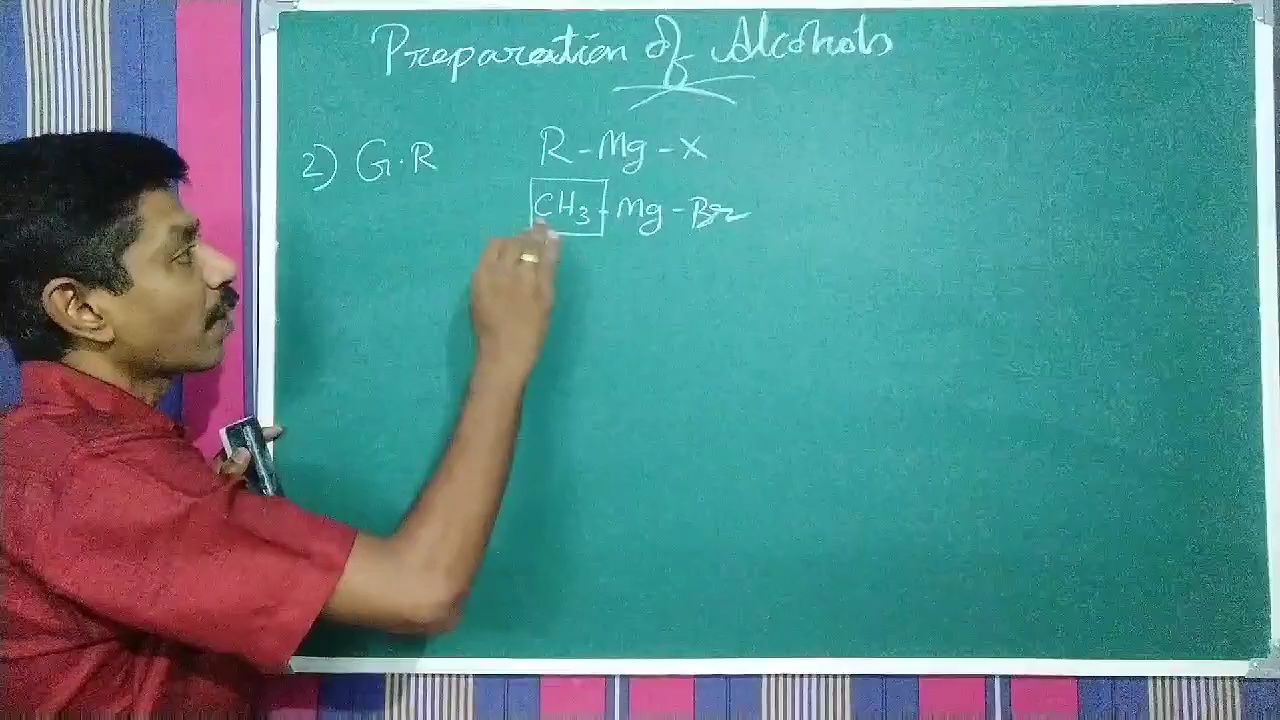 Preparation of Alcohols
2) G.R R-Mg-X
CH3-Mg-Br